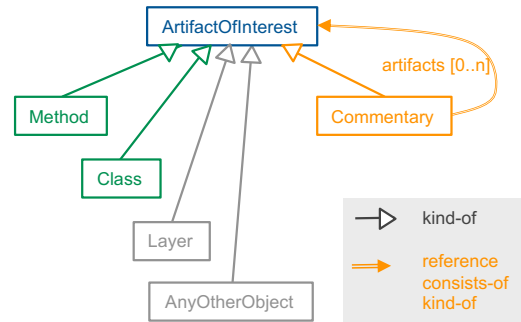 ArtifactOfInterest
artifacts [0..n]
Method
Commentary
Class
Layer
AnyOtherObject
kind-of
reference
consists-of
kind-of